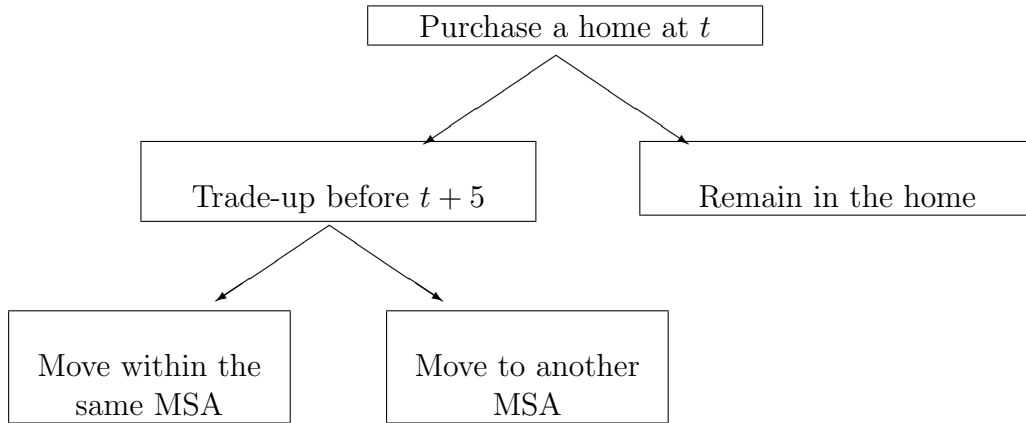 Purchase a home at t
Trade-up before t + 5
Remain in the home
Move within the
same MSA
Move to another
MSA